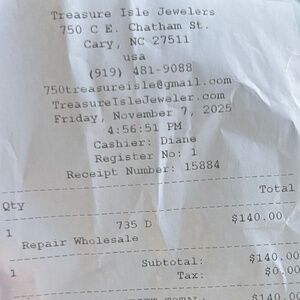 Treasure Isle Jewelers
750 C E. Chatham St.
Cary, NC 27511
usa
(919) 481-9088
750treasureisle@gmail.com
TreasureIsleJeweler.com
Friday, November 7, 2025
4:56:51 PM
Cashier: Diane
Register No: 1
Receipt Number: 15884
Qty Total
1 735 D $140.00
Repair Wholesale
1 Subtotal: $140.00
Tax: $0.00
$140.00